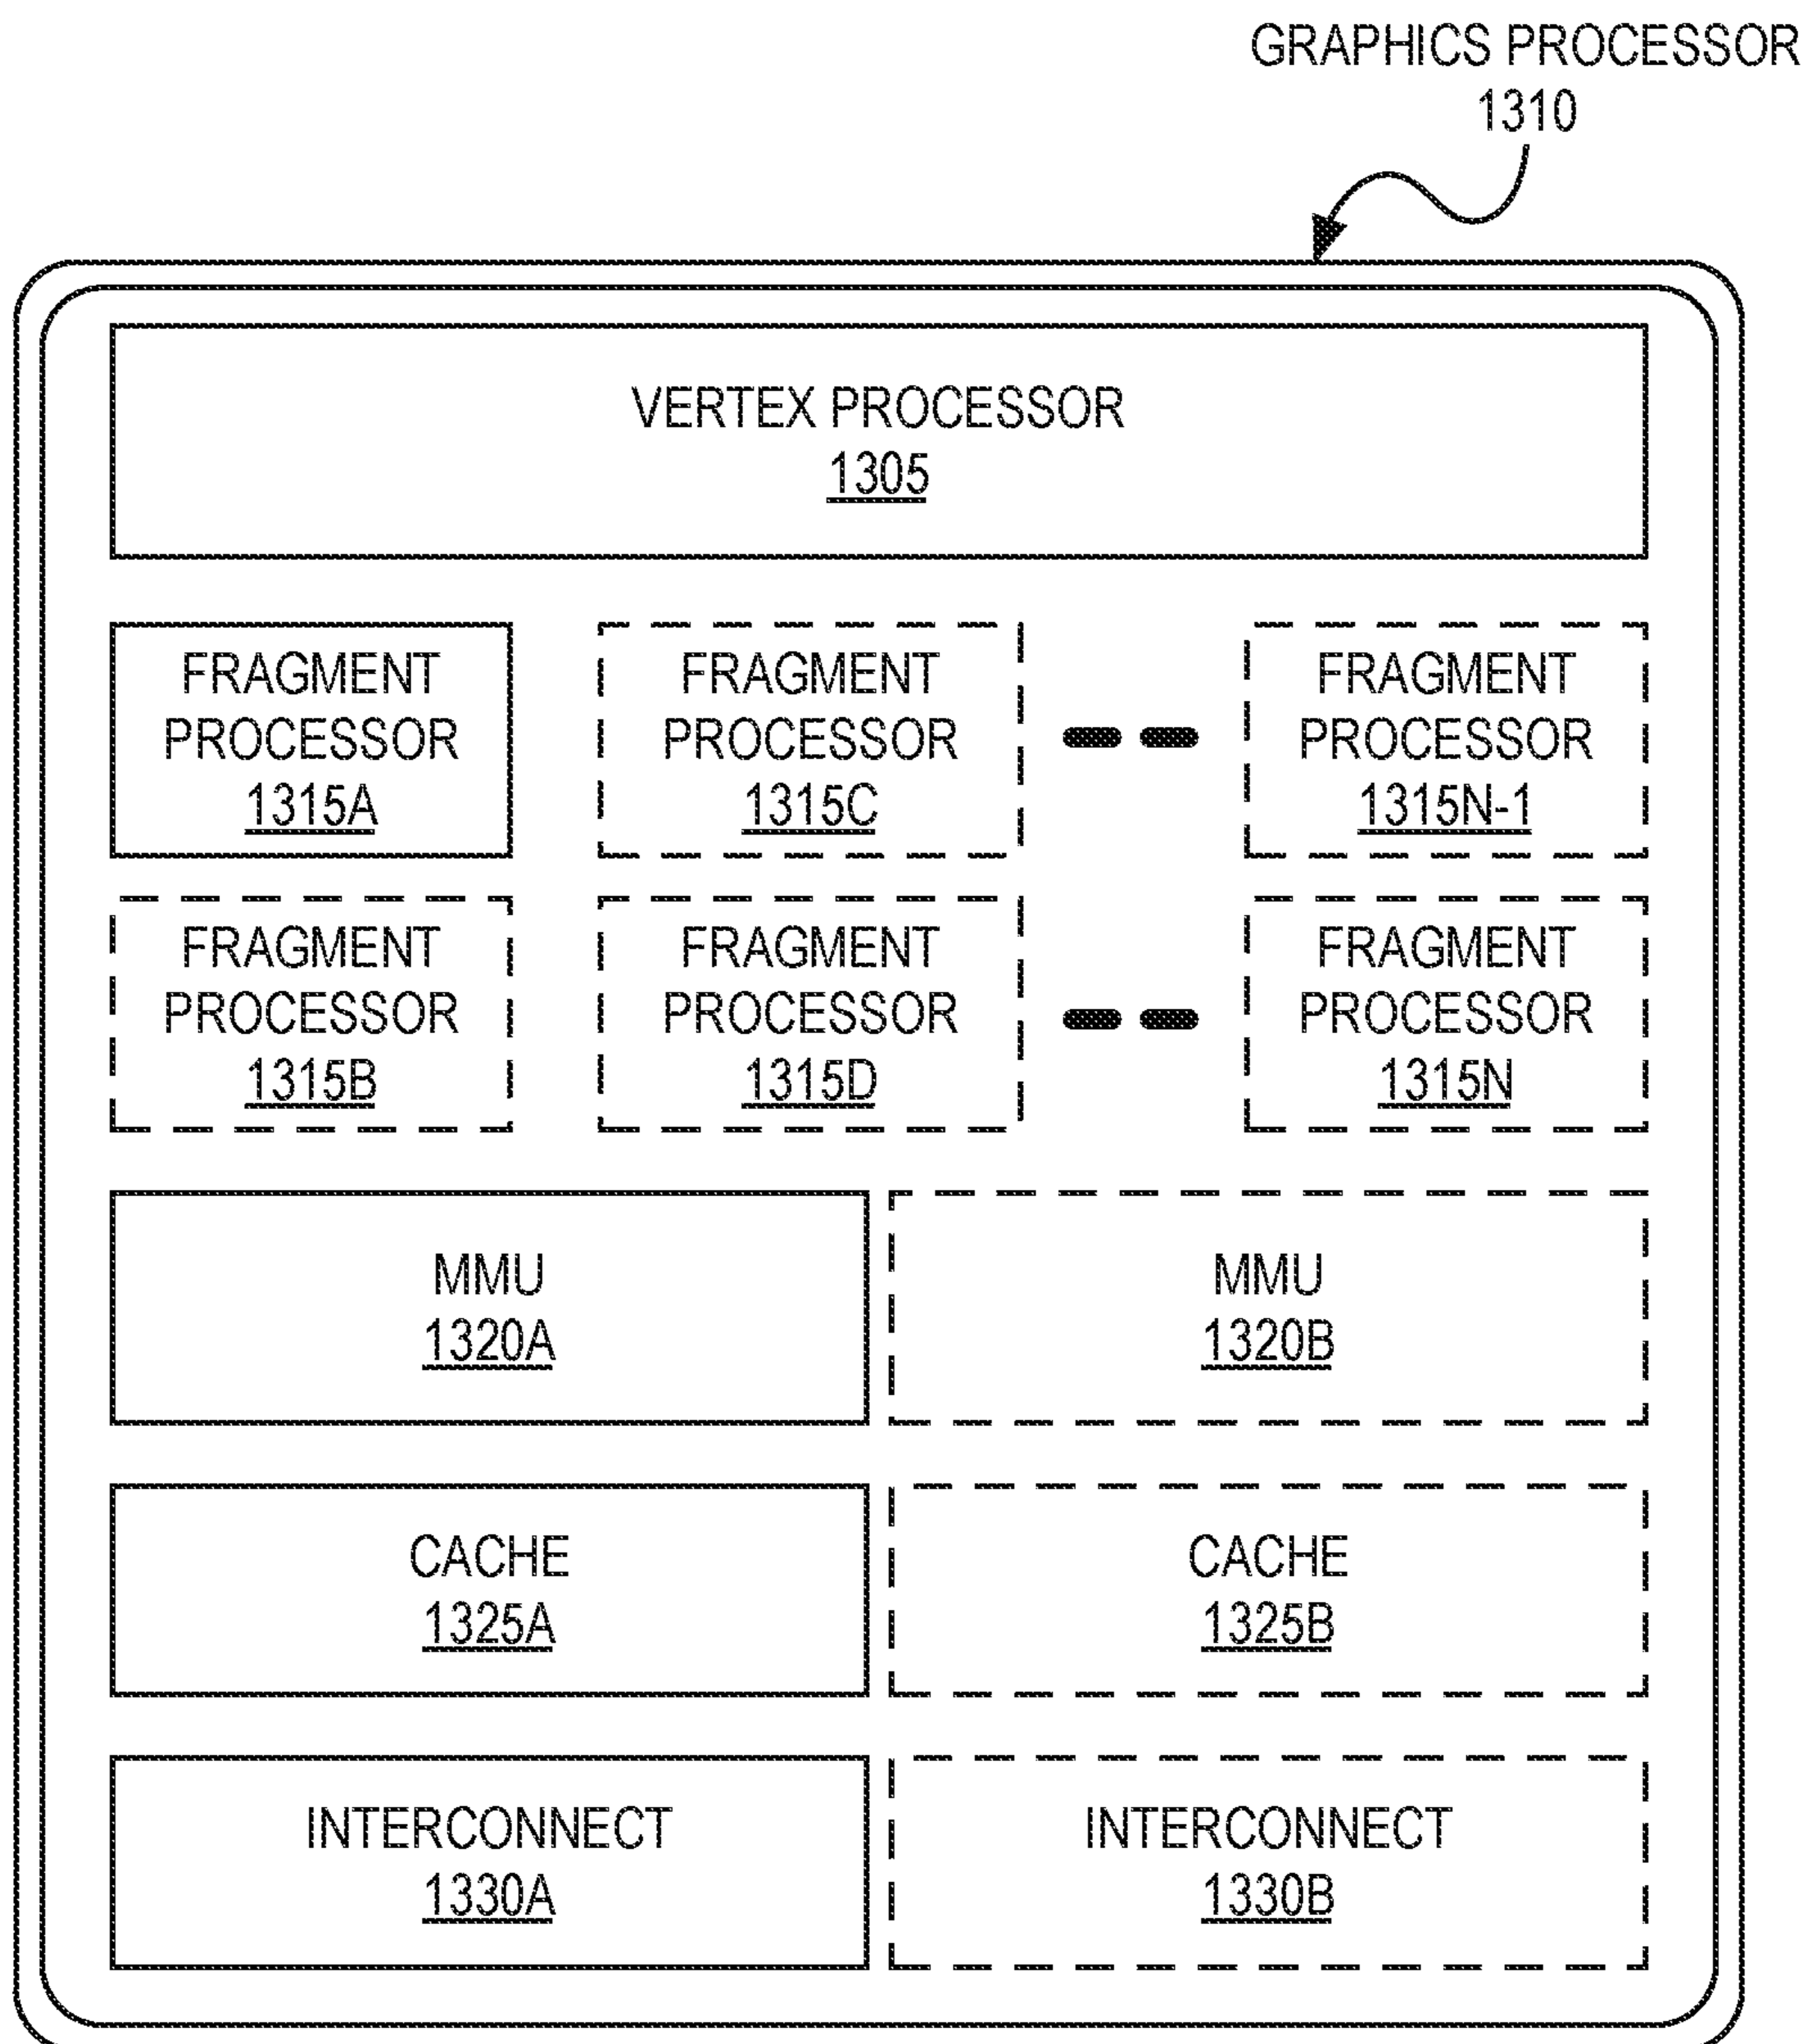 GRAPHICS PROCESSOR
1310
VERTEX PROCESSOR
1305
FRAGMENT
PROCESSOR
1315A
FRAGMENT
PROCESSOR
1315C
FRAGMENT
PROCESSOR
1315N-1
FRAGMENT
PROCESSOR
1315B
FRAGMENT
PROCESSOR
1315D
FRAGMENT
PROCESSOR
1315N
MMU
1320A
MMU
1320B
CACHE
1325A
CACHE
1325B
INTERCONNECT
1330A
INTERCONNECT
1330B